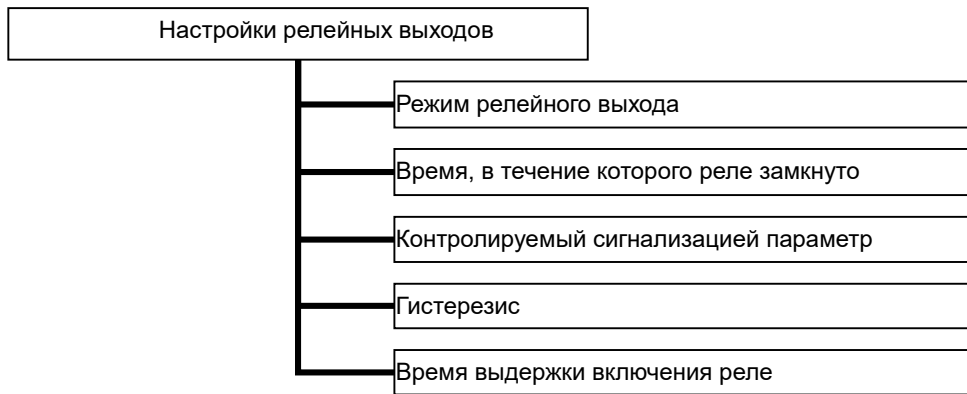 Настройки релейных выходов
Режим релейного выхода
Время, в течение которого реле замкнуто
Контролируемый сигнализацией параметр
Гистерезис
Время выдержки включения реле